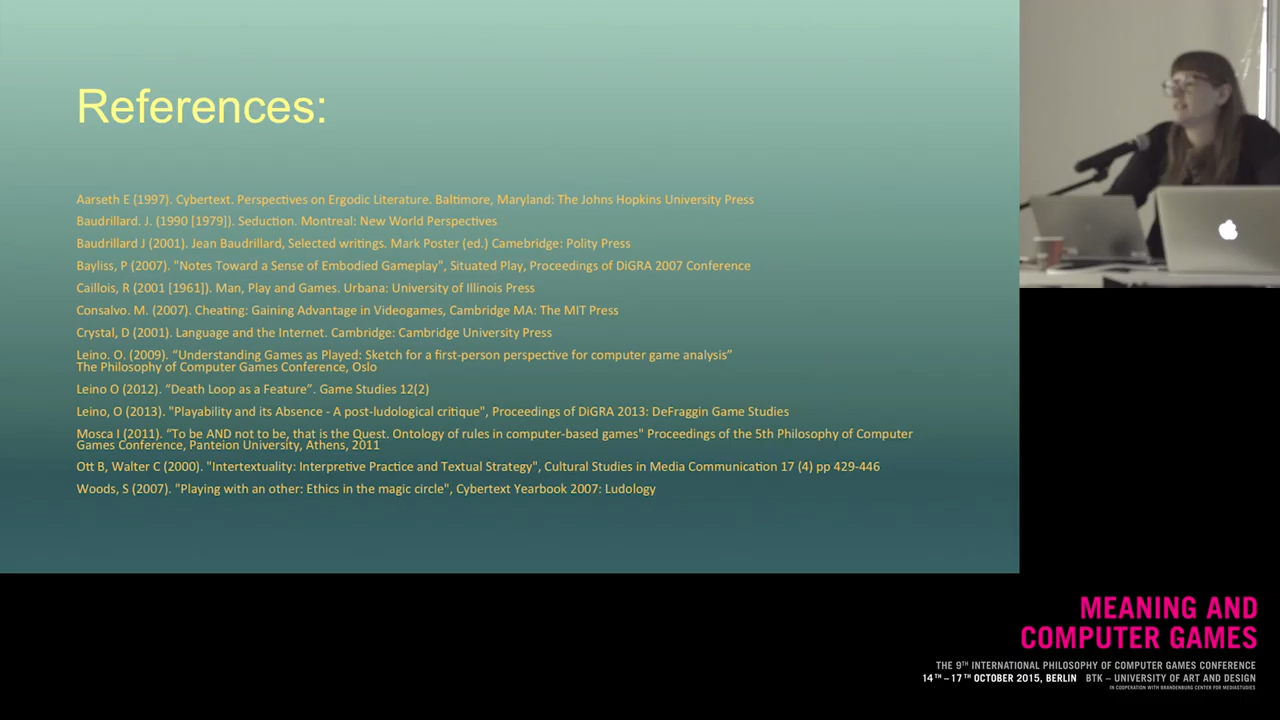 References:
Aarseth E (1997). Cybertext. Perspectives on Ergodic Literature. Baltimore, Maryland: The Johns Hopkins University Press
Baudrillard. J. (1990 [1979]). Seduction. Montreal: New World Perspectives
Baudrillard J (2001). Jean Baudrillard, Selected writings. Mark Poster (ed.) Camebridge: Polity Press
Bayliss, P (2007). "Notes Toward a Sense of Embodied Gameplay", Situated Play, Proceedings of DiGRA 2007 Conference
Caillois, R (2001 [1961]). Man, Play and Games. Urbana: University of Illinois Press
Consalvo. M. (2007). Cheating: Gaining Advantage in Videogames, Cambridge MA: The MIT Press
Crystal, D (2001). Language and the Internet. Cambridge: Cambridge University Press
Leino. O. (2009). “Understanding Games as Played: Sketch for a first-person perspective for computer game analysis”
The Philosophy of Computer Games Conference, Oslo
Leino O (2012). “Death Loop as a Feature”. Game Studies 12(2)
Leino, O (2013). "Playability and its Absence - A post-ludological critique", Proceedings of DiGRA 2013: DeFraggin Game Studies
Mosca I (2011). “To be AND not to be, that is the Quest. Ontology of rules in computer-based games" Proceedings of the 5th Philosophy of Computer
Games Conference, Panteion University, Athens, 2011
Ott B, Walter C (2000). "Intertextuality: Interpretive Practice and Textual Strategy", Cultural Studies in Media Communication 17 (4) pp 429-446
Woods, S (2007). "Playing with an other: Ethics in the magic circle", Cybertext Yearbook 2007: Ludology
MEANING AND
COMPUTER GAMES
THE 9TH INTERNATIONAL PHILOSOPHY OF COMPUTER GAMES CONFERENCE
14TH – 17TH OCTOBER 2015, BERLIN BTK – UNIVERSITY OF ART AND DESIGN
IN COOPERATION WITH BRANDENBURG CENTER FOR MEDIASTUDIES